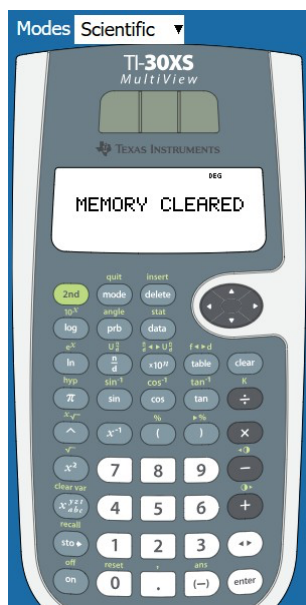 Modes Scientific ▼
TI-30XS
MultiView
TEXAS INSTRUMENTS
DEG
MEMORY CLEARED
quit insert
2nd mode delete
10ˣ angle stat
log prb data
eˣ f◄►d
ln n/d ×10ⁿ table clear
hyp sin⁻¹ cos⁻¹ tan⁻¹ K
π sin cos tan ÷
ˣ√ % ►%
^ x⁻¹ ( ) ×
√
x² 7 8 9 −
clear var
x yzt abc 4 5 6 +
recall
sto► 1 2 3 ◄►
off reset , ans
on 0 . (−) enter